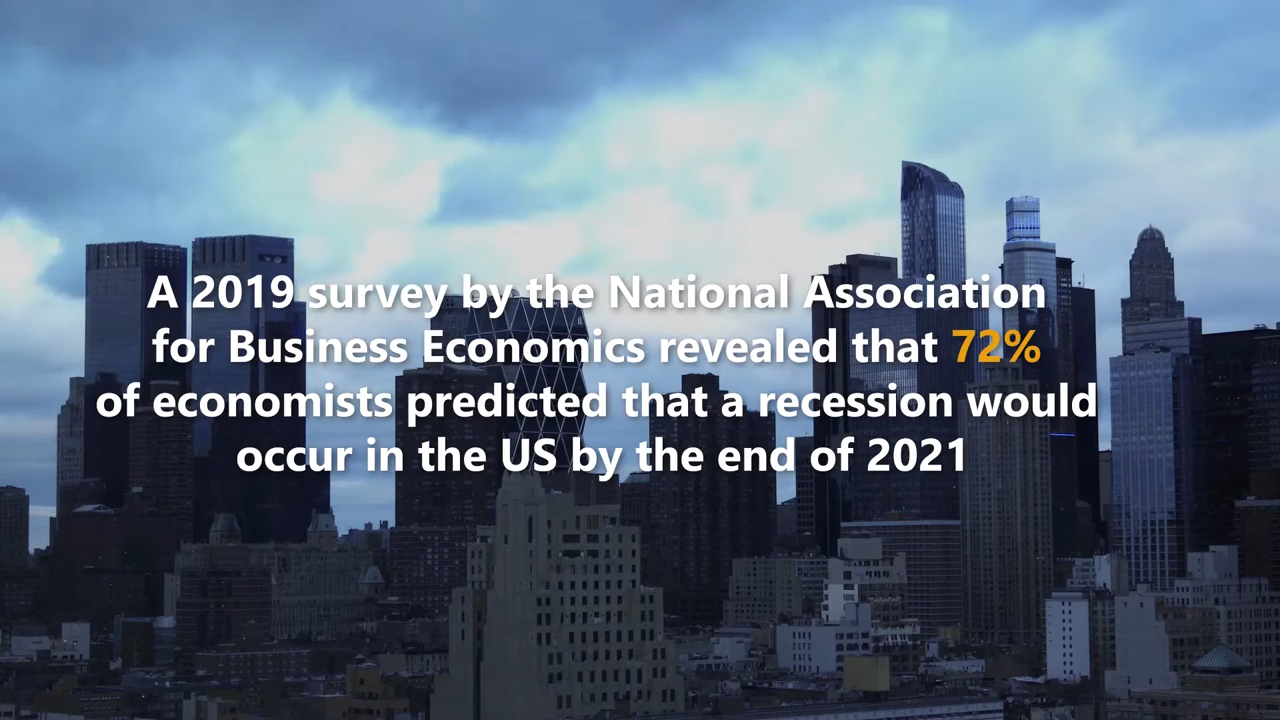 A 2019 survey by the National Association
for Business Economics revealed that 72%
of economists predicted that a recession would
occur in the US by the end of 2021